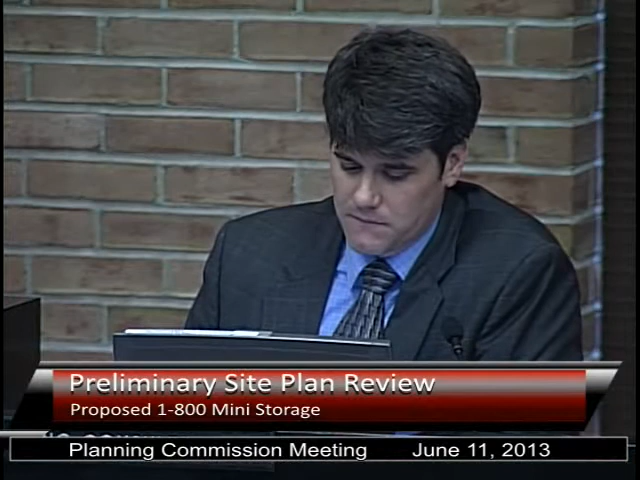 Preliminary Site Plan Review
Proposed 1-800 Mini Storage
Planning Commission Meeting June 11, 2013